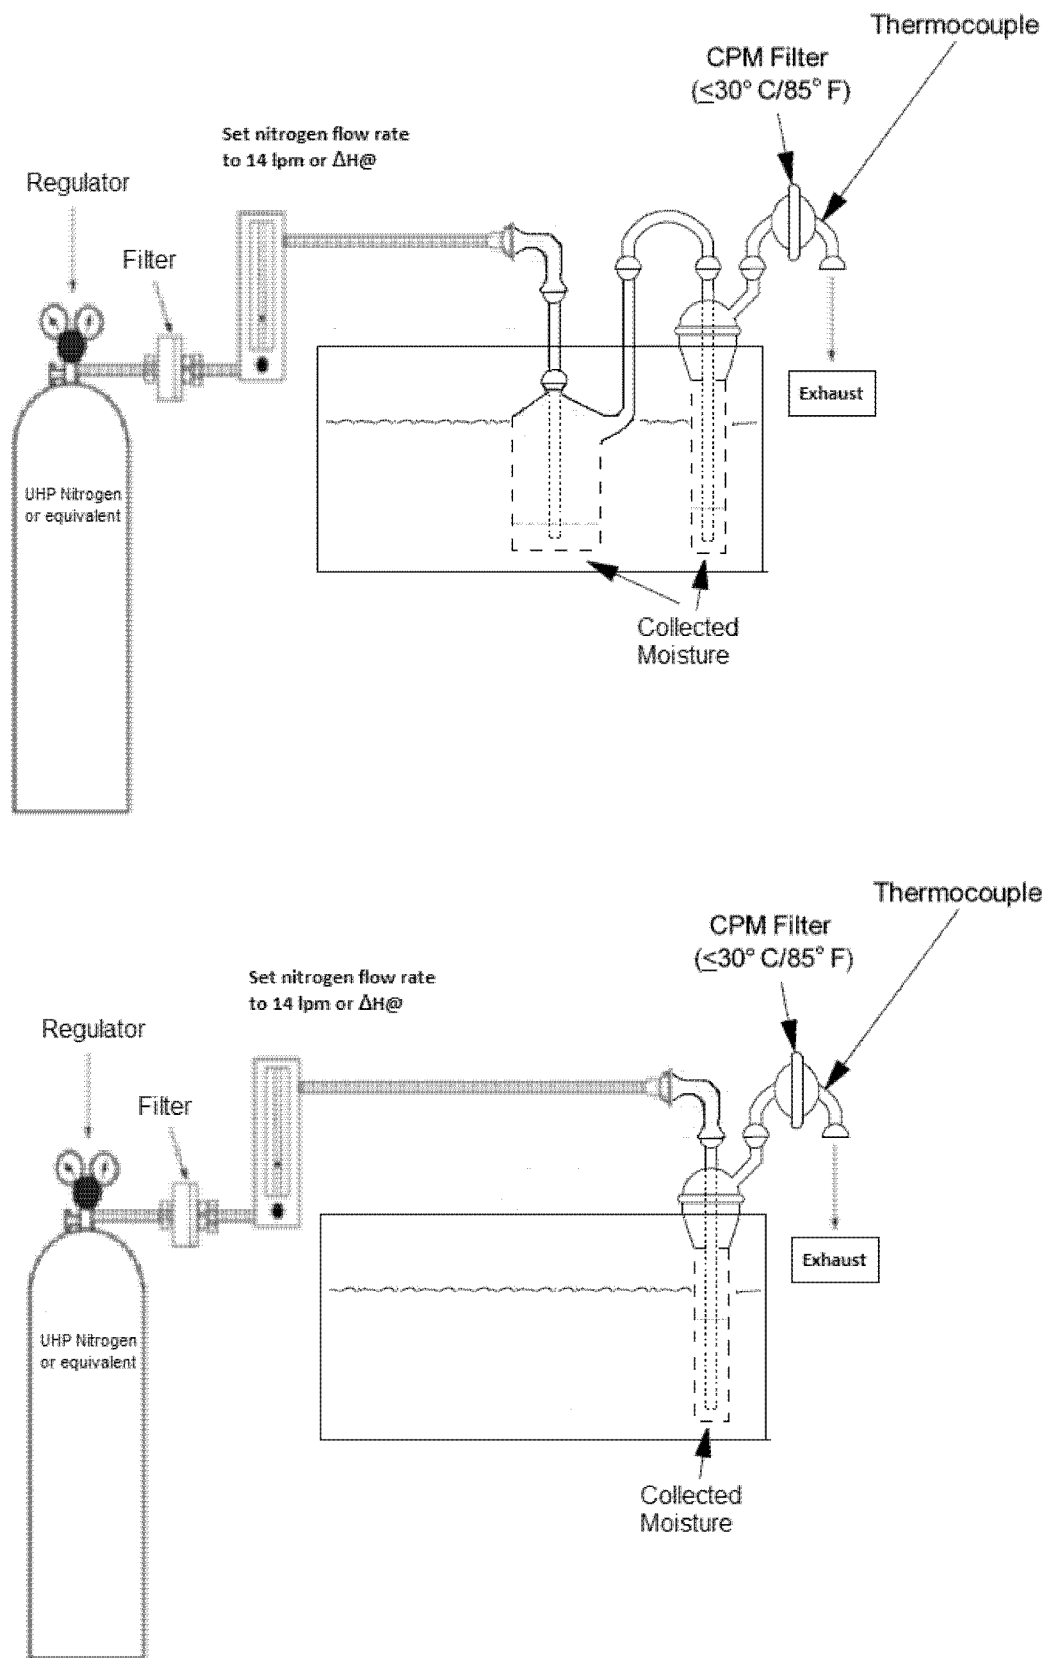 Thermocouple
CPM Filter
(≤30° C/85° F)
Set nitrogen flow rate
to 14 lpm or ΔH@
Regulator
Filter
Exhaust
UHP Nitrogen
or equivalent
Collected
Moisture
Thermocouple
CPM Filter
(≤30° C/85° F)
Set nitrogen flow rate
to 14 lpm or ΔH@
Regulator
Filter
Exhaust
UHP Nitrogen
or equivalent
Collected
Moisture